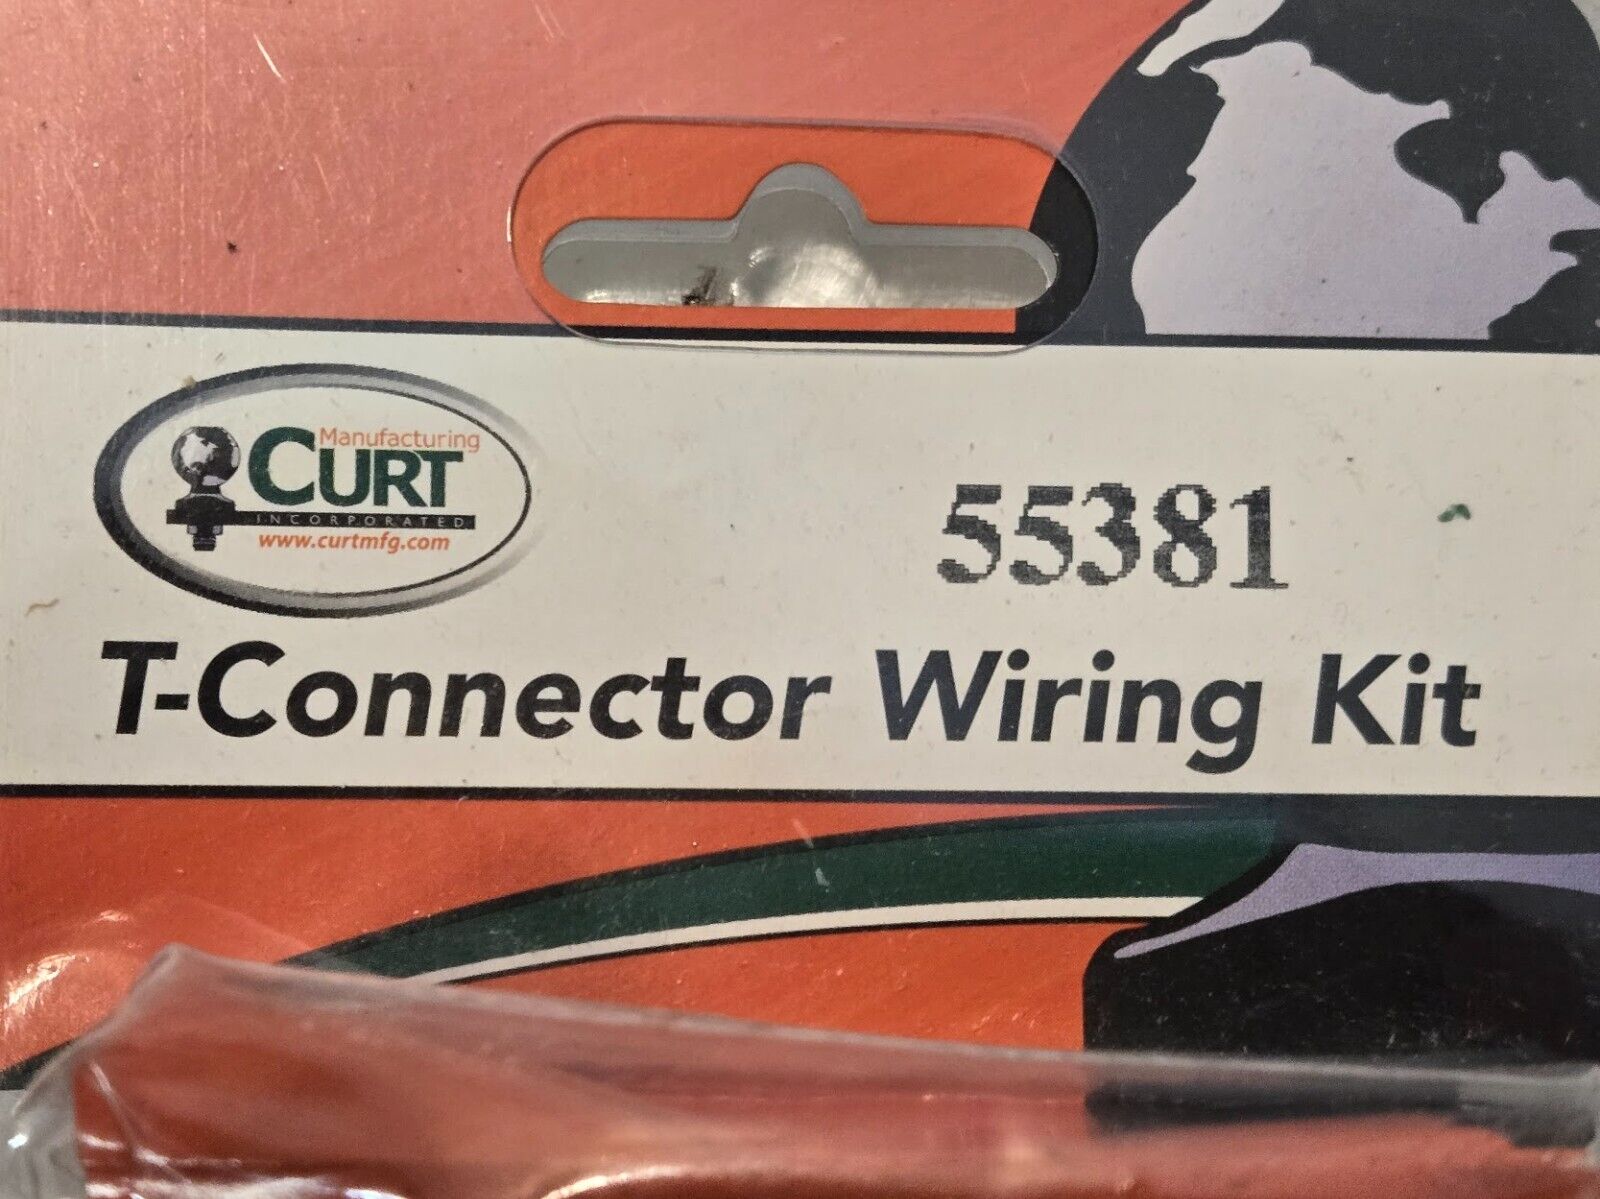 Manufacturing
CURT
INCORPORATED
www.curtmfg.com
55381
T-Connector Wiring Kit